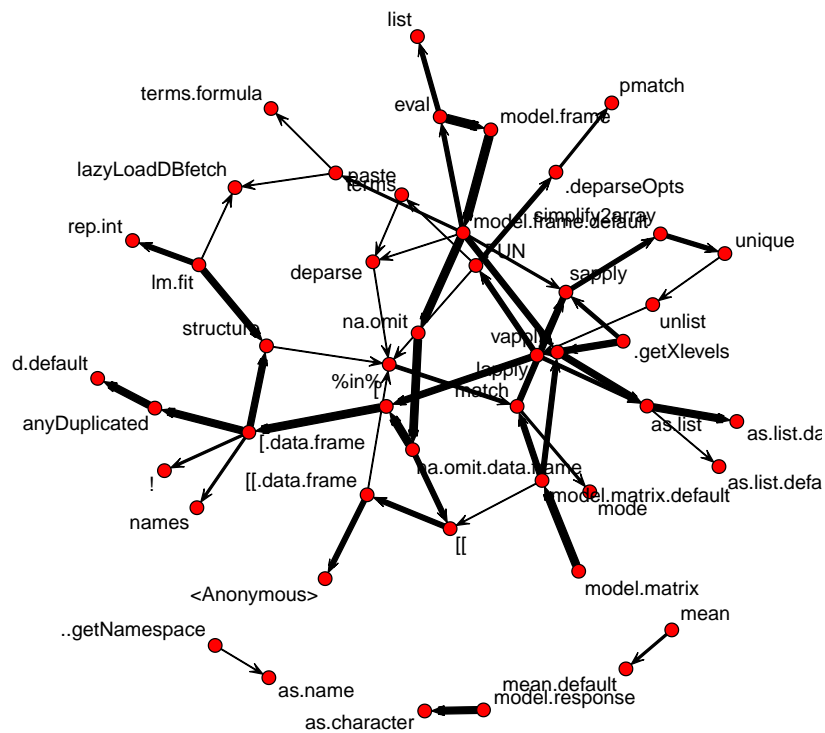 list
pmatch
terms.formula
eval
model.frame
lazyLoadDBfetch
paste
terms
.deparseOpts
simplify2array
rep.int
model.frame.default
unique
FUN
lm.fit
deparse
sapply
unlist
structure
na.omit
vapply
.getXlevels
d.default
lapply
%in%
[
match
anyDuplicated
as.list
as.list.da
[.data.frame
na.omit.data.frame
as.list.defa
!
[[.data.frame
model.matrix.default
mode
names
[[
<Anonymous>
model.matrix
mean
..getNamespace
mean.default
as.name
model.response
as.character